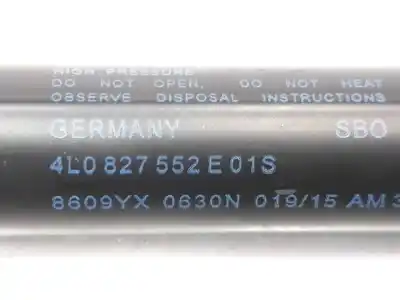 HIGH PRESSURE
DO NOT OPEN, DO NOT HEAT
OBSERVE DISPOSAL INSTRUCTIONS
GERMANY SBO
4L0 827 552 E 01S
8609YX 0630N 019/15 AM 3